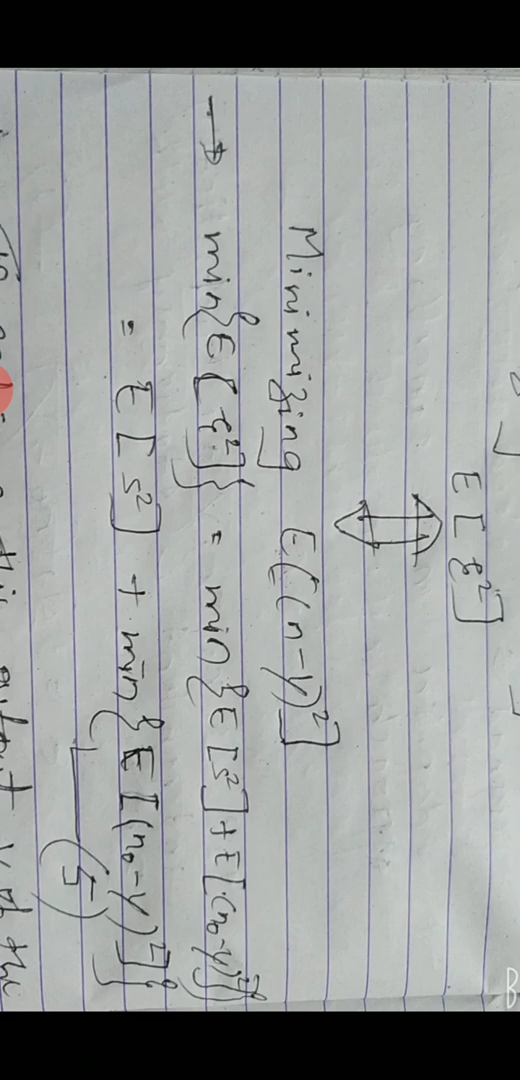 E[ε²]
Minimizing E[(n-y)²]
→ min{E[ε²]} = min{E[s²]+E[(n₀-y)²]}
= E[s²] + min{E[(n₀-y)²]}
(5)